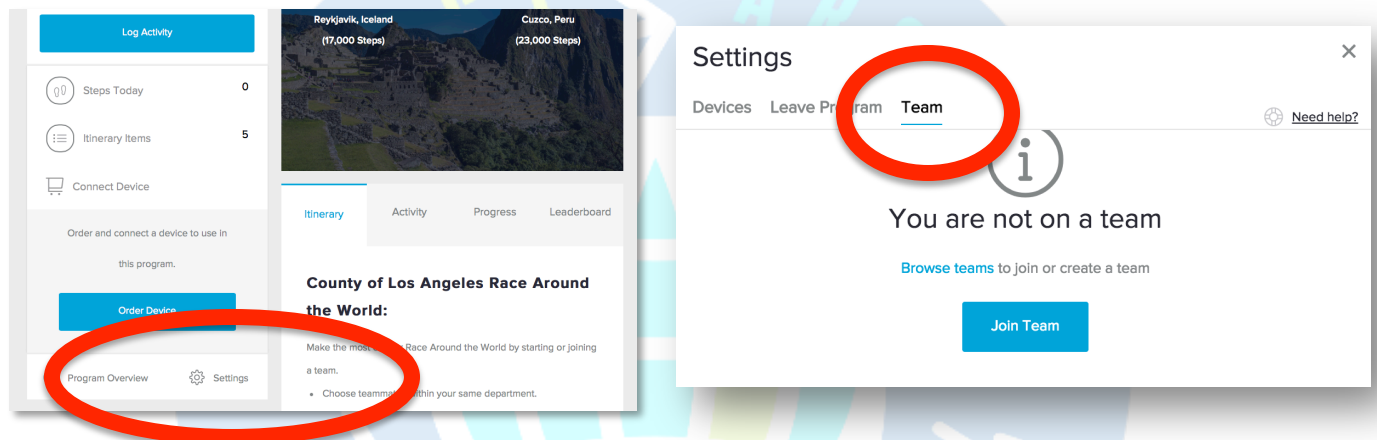 Log Activity
Steps Today 0
Itinerary Items 5
Connect Device
Order and connect a device to use in
this program.
Order Device
Program Overview Settings
Reykjavik, Iceland Cuzco, Peru
(17,000 Steps) (23,000 Steps)
Itinerary Activity Progress Leaderboard
County of Los Angeles Race Around
the World:
Make the most Race Around the World by starting or joining
a team.
• Choose teammates within your same department.
Settings
Devices Leave Program Team
Need help?
You are not on a team
Browse teams to join or create a team
Join Team